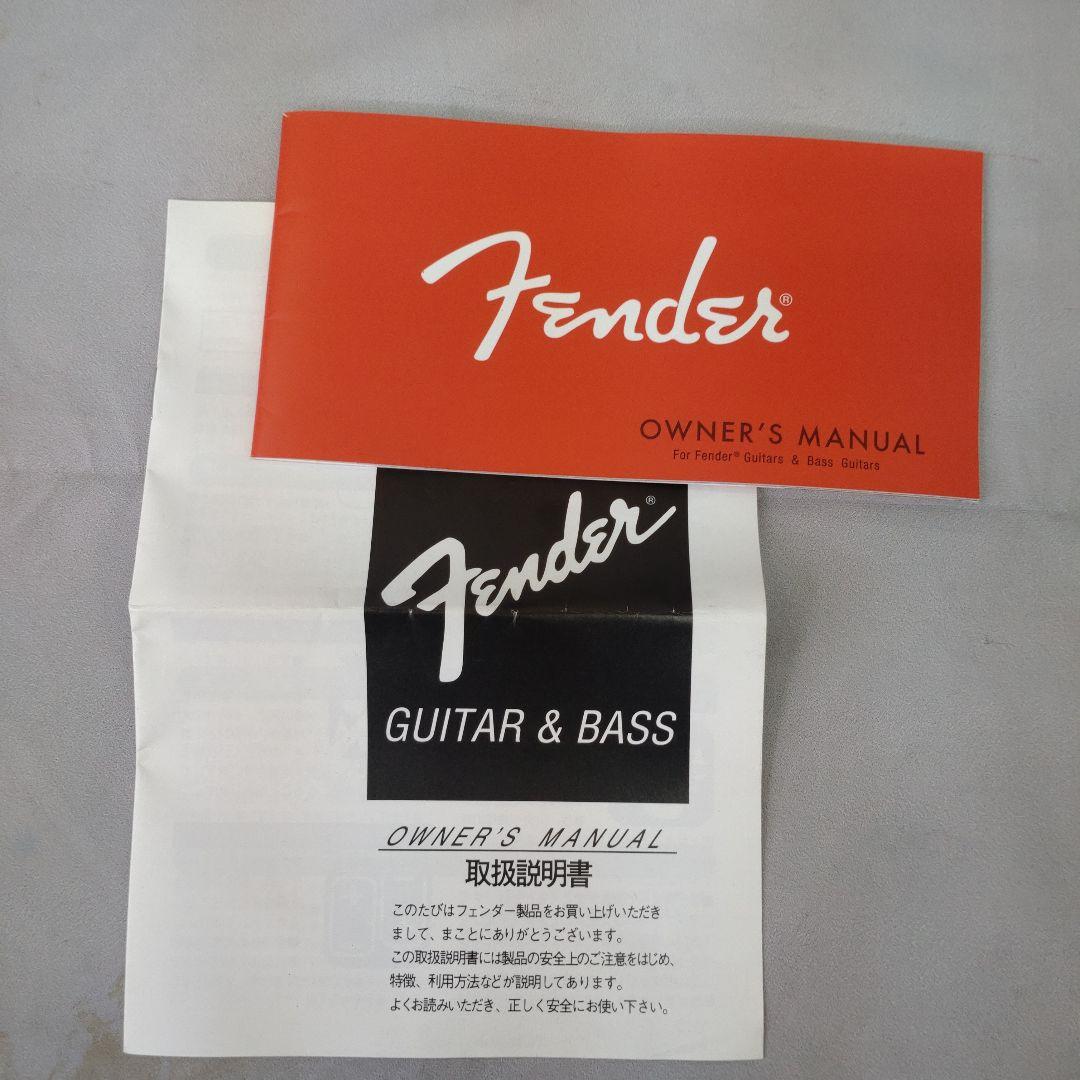 Fender®
OWNER'S MANUAL
For Fender® Guitars & Bass Guitars
Fender®
GUITAR & BASS
OWNER'S MANUAL
取扱説明書
このたびはフェンダー製品をお買い上げいただき
まして、まことにありがとうございます。
この取扱説明書には製品の安全上のご注意をはじめ、
特徴、利用方法などが説明してあります。
よくお読みいただき、正しく安全にお使い下さい。